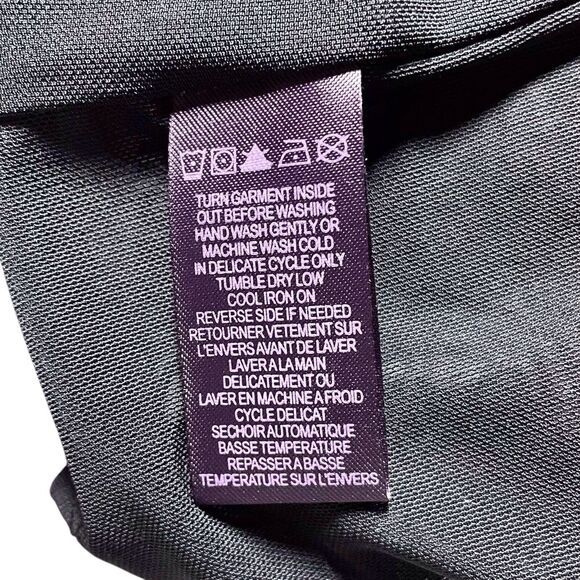 TURN GARMENT INSIDE
OUT BEFORE WASHING
HAND WASH GENTLY OR
MACHINE WASH COLD
IN DELICATE CYCLE ONLY
TUMBLE DRY LOW
COOL IRON ON
REVERSE SIDE IF NEEDED
RETOURNER VETEMENT SUR
L'ENVERS AVANT DE LAVER
LAVER A LA MAIN
DELICATEMENT OU
LAVER EN MACHINE A FROID
CYCLE DELICAT
SECHOIR AUTOMATIQUE
BASSE TEMPERATURE
REPASSER A BASSE
TEMPERATURE SUR L'ENVERS